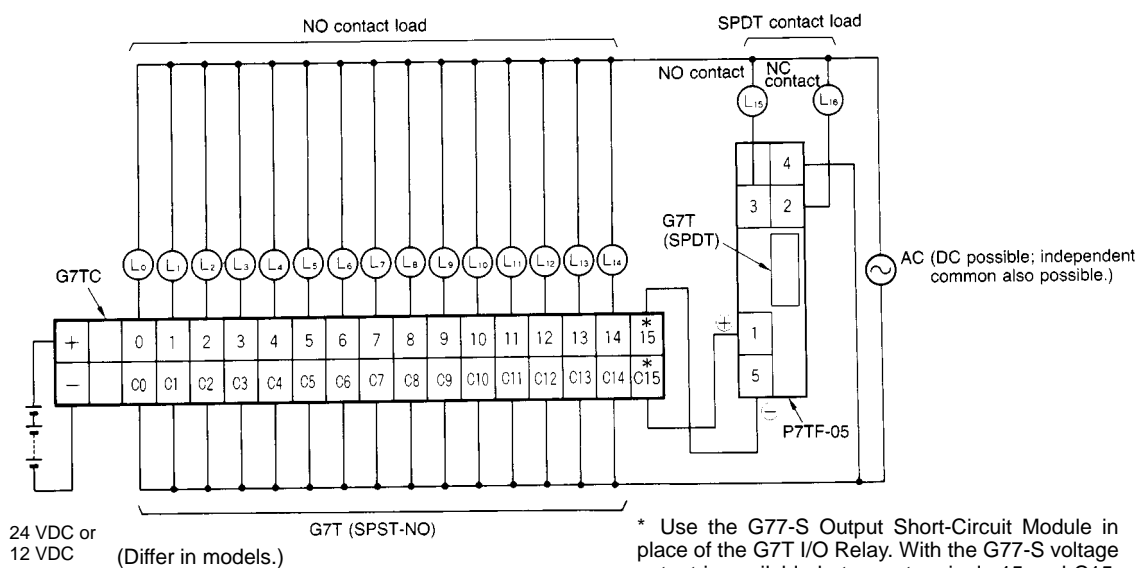 NO contact load
SPDT contact load
NO contact
NC contact
L15
L16
4
3 2
G7T (SPDT)
AC (DC possible; independent
common also possible.)
L0 L1 L2 L3 L4 L5 L6 L7 L8 L9 L10 L11 L12 L13 L14
G7TC
+ 0 1 2 3 4 5 6 7 8 9 10 11 12 13 14 *15
− C0 C1 C2 C3 C4 C5 C6 C7 C8 C9 C10 C11 C12 C13 C14 *C15
+
1
5
−
P7TF-05
G7T (SPST-NO)
24 VDC or
12 VDC
(Differ in models.)
* Use the G77-S Output Short-Circuit Module in
place of the G7T I/O Relay. With the G77-S voltage